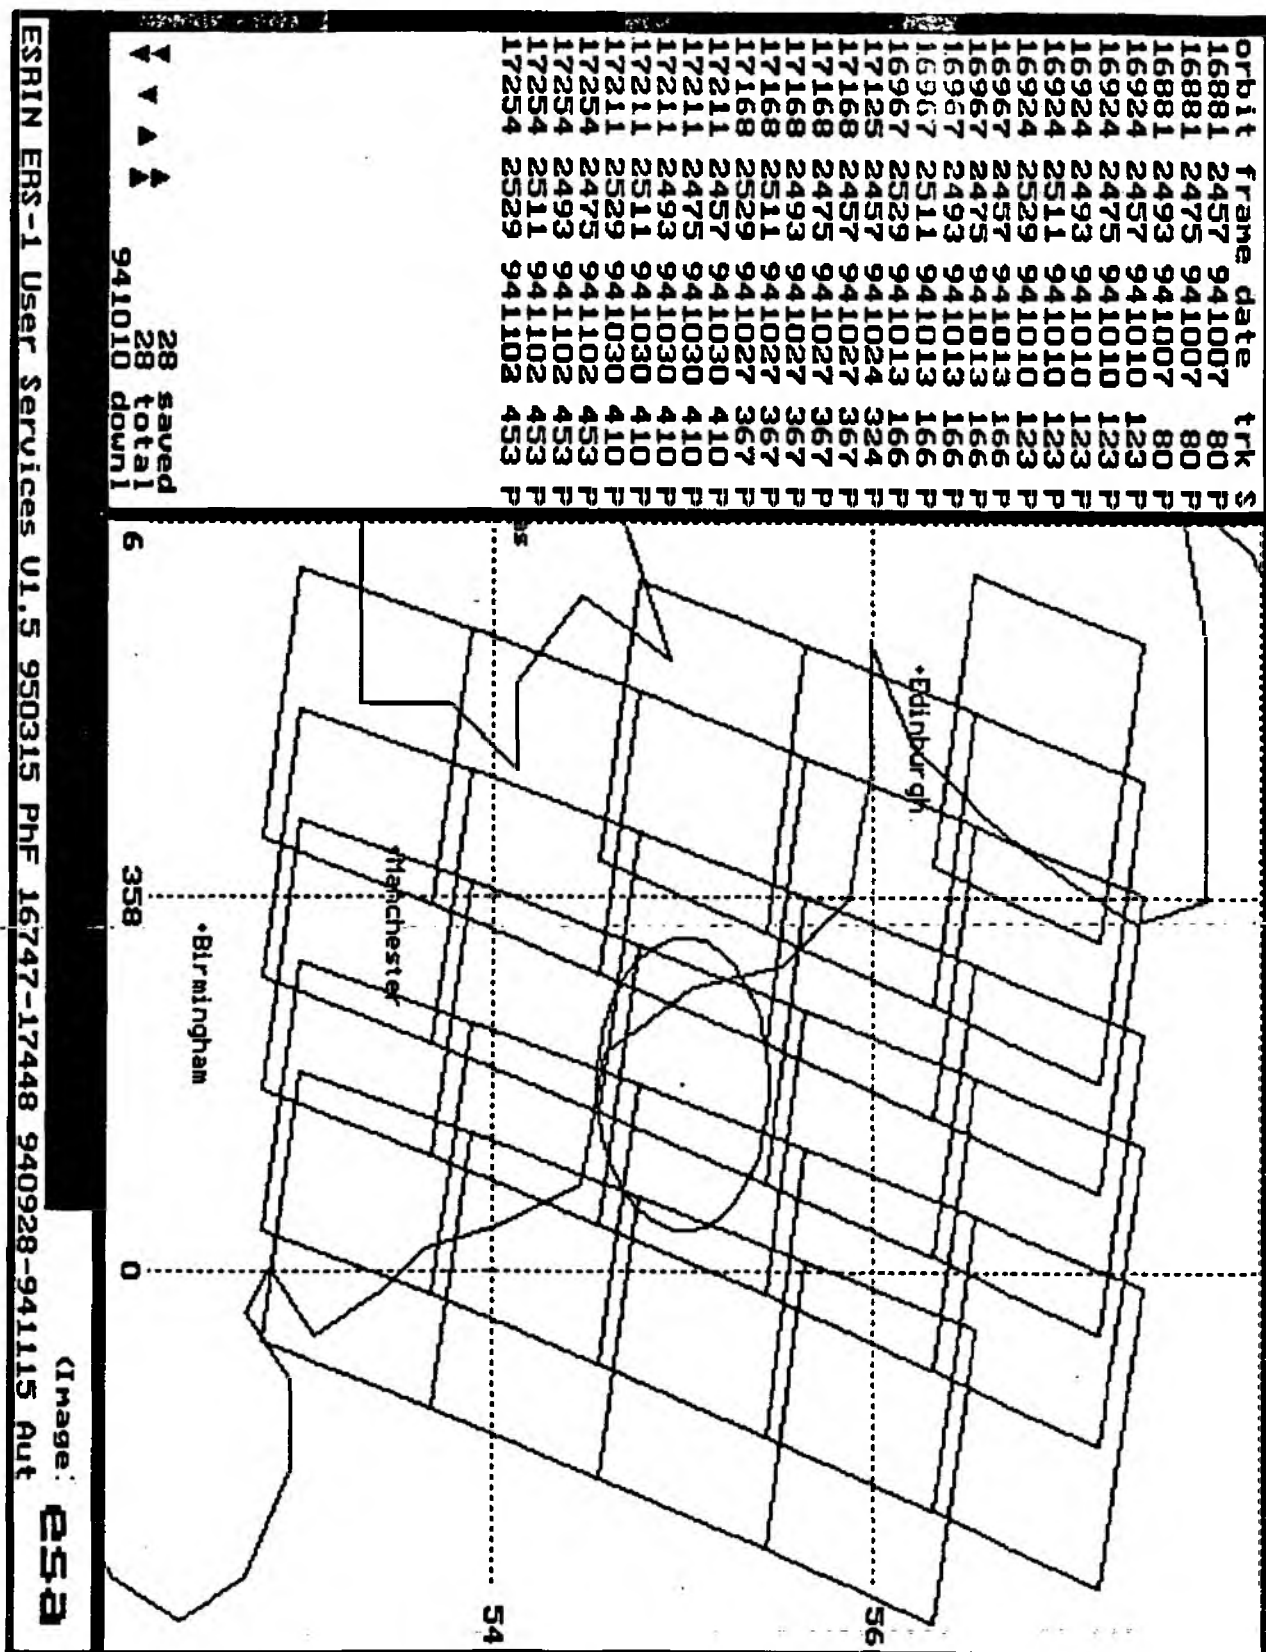 orbit frame date trk S
16881 2457 941007 80 P
16881 2475 941007 80 P
16881 2493 941007 80 P
16924 2457 941010 123 P
16924 2475 941010 123 P
16924 2493 941010 123 P
16924 2511 941010 123 P
16924 2529 941010 123 P
16967 2457 941013 166 P
16967 2475 941013 166 P
16967 2493 941013 166 P
16967 2511 941013 166 P
16967 2529 941013 166 P
17125 2457 941024 324 P
17168 2457 941027 367 P
17168 2475 941027 367 P
17168 2493 941027 367 P
17168 2511 941027 367 P
17168 2529 941027 367 P
17211 2457 941030 410 P
17211 2475 941030 410 P
17211 2493 941030 410 P
17211 2511 941030 410 P
17211 2529 941030 410 P
17254 2475 941102 453 P
17254 2493 941102 453 P
17254 2511 941102 453 P
17254 2529 941102 453 P
28 saved
28 total
941010 downl
Edinburgh
56
as
54
Manchester
Birmingham
6 358 0
(Image: esa
ESRIN ERS-1 User Services V1.5 950315 PhF 16747-17448 940928-941115 Aut